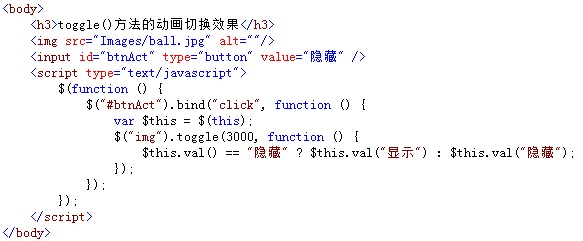 <body>
    <h3>toggle()方法的动画切换效果</h3>
    <img src="Images/ball.jpg" alt=""/>
    <input id="btnAct" type="button" value="隐藏" />
    <script type="text/javascript">
        $(function () {
            $("#btnAct").bind("click", function () {
                var $this = $(this);
                $("img").toggle(3000, function () {
                    $this.val() == "隐藏" ? $this.val("显示") : $this.val("隐藏");
                });
            });
        });
    </script>
</body>